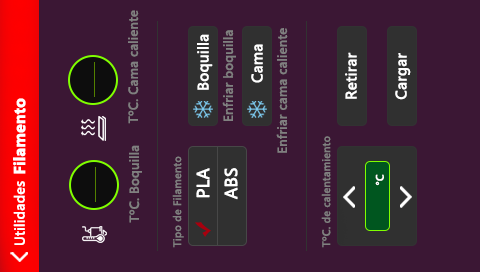 Utilidades Filamento
T°C. Boquilla
T°C. Cama caliente
Tipo de Filamento
PLA
ABS
Boquilla
Enfriar boquilla
Cama
Enfriar cama caliente
T°C. de calentamiento
°C
Retirar
Cargar